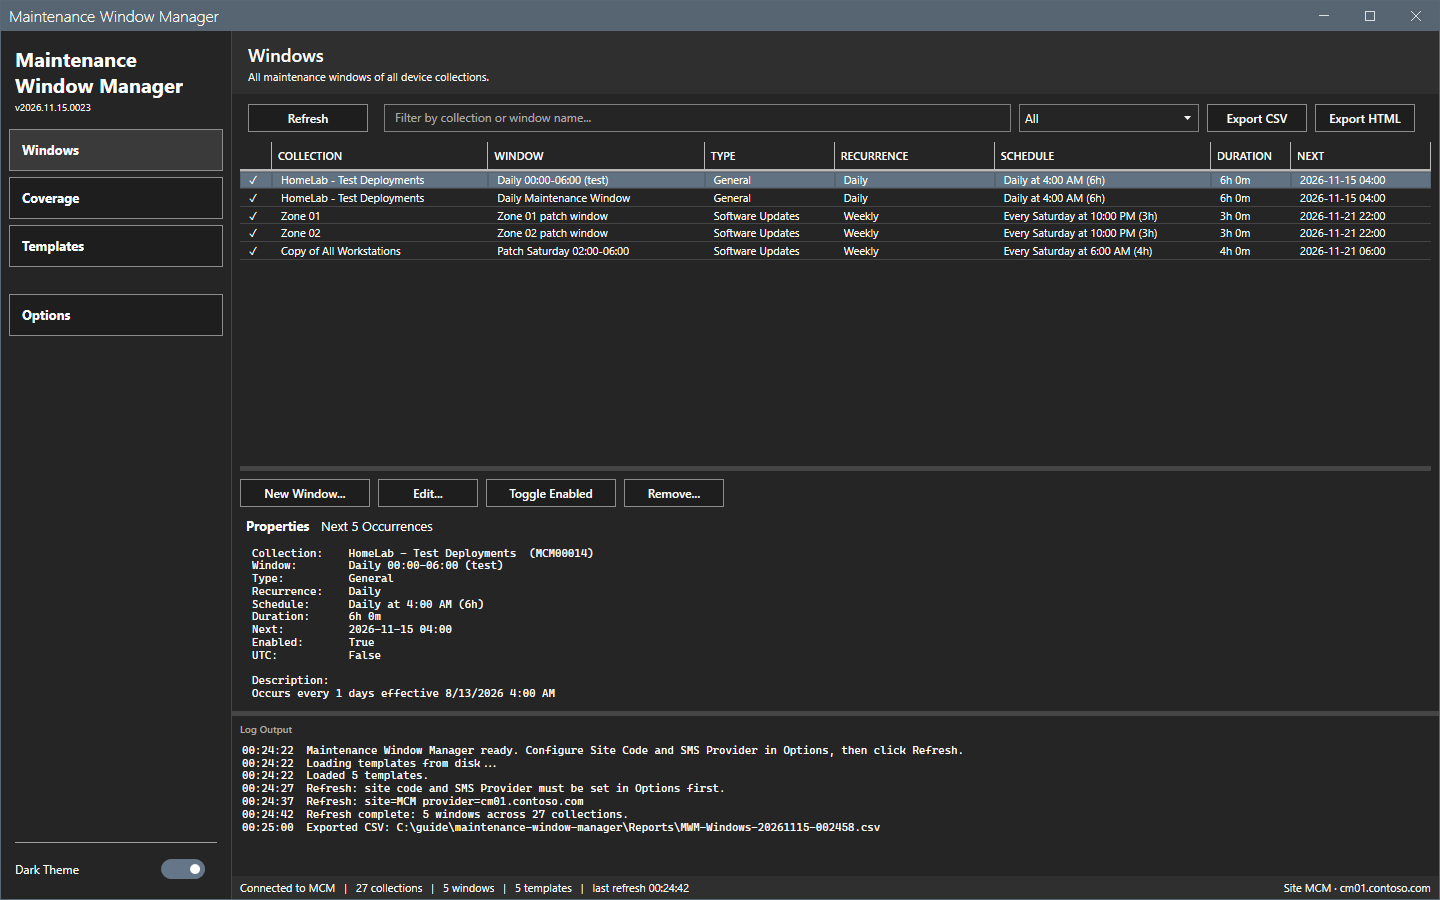 Maintenance Window Manager
Maintenance
Window Manager
v2026.11.15.0023
Windows
Coverage
Templates
Options
Dark Theme
Windows
All maintenance windows of all device collections.
Refresh
Filter by collection or window name...
All
Export CSV
Export HTML
COLLECTION WINDOW TYPE RECURRENCE SCHEDULE DURATION NEXT
✓ HomeLab - Test Deployments Daily 00:00-06:00 (test) General Daily Daily at 4:00 AM (6h) 6h 0m 2026-11-15 04:00
✓ HomeLab - Test Deployments Daily Maintenance Window General Daily Daily at 4:00 AM (6h) 6h 0m 2026-11-15 04:00
✓ Zone 01 Zone 01 patch window Software Updates Weekly Every Saturday at 10:00 PM (3h) 3h 0m 2026-11-21 22:00
✓ Zone 02 Zone 02 patch window Software Updates Weekly Every Saturday at 10:00 PM (3h) 3h 0m 2026-11-21 22:00
✓ Copy of All Workstations Patch Saturday 02:00-06:00 Software Updates Weekly Every Saturday at 6:00 AM (4h) 4h 0m 2026-11-21 06:00
New Window...
Edit...
Toggle Enabled
Remove...
Properties Next 5 Occurrences
Collection: HomeLab - Test Deployments (MCM00014)
Window: Daily 00:00-06:00 (test)
Type: General
Recurrence: Daily
Schedule: Daily at 4:00 AM (6h)
Duration: 6h 0m
Next: 2026-11-15 04:00
Enabled: True
UTC: False
Description:
Occurs every 1 days effective 8/13/2026 4:00 AM
Log Output
00:24:22 Maintenance Window Manager ready. Configure Site Code and SMS Provider in Options, then click Refresh.
00:24:22 Loading templates from disk...
00:24:22 Loaded 5 templates.
00:24:27 Refresh: site code and SMS Provider must be set in Options first.
00:24:37 Refresh: site=MCM provider=cm01.contoso.com
00:24:42 Refresh complete: 5 windows across 27 collections.
00:25:00 Exported CSV: C:\guide\maintenance-window-manager\Reports\MWM-Windows-20261115-002458.csv
Connected to MCM | 27 collections | 5 windows | 5 templates | last refresh 00:24:42
Site MCM · cm01.contoso.com